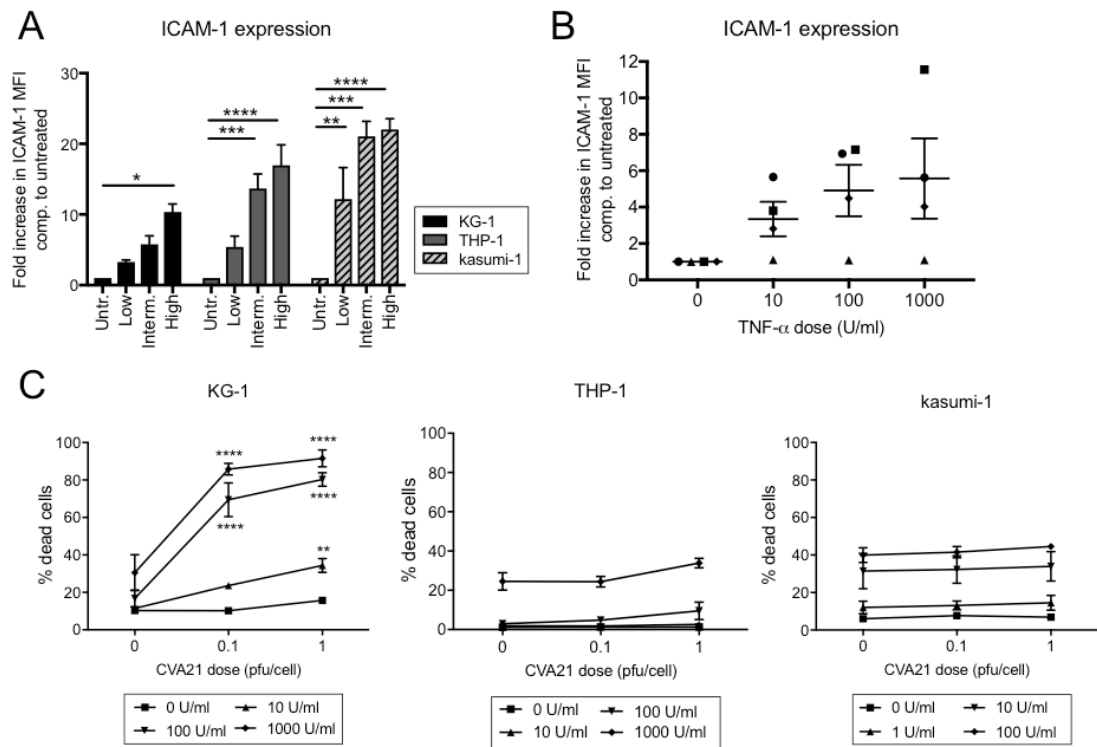 A
ICAM-1 expression
Fold increase in ICAM-1 MFI
comp. to untreated
30
20
10
0
*
***
****
**
***
****
Untr.
Low
Interm.
High
Untr.
Low
Interm.
High
Untr.
Low
Interm.
High
KG-1
THP-1
kasumi-1
B
ICAM-1 expression
Fold increase in ICAM-1 MFI
comp. to untreated
12
10
8
6
4
2
0
0 10 100 1000
TNF-α dose (U/ml)
C
KG-1
% dead cells
100
80
60
40
20
0
****
****
****
****
**
0 0.1 1
CVA21 dose (pfu/cell)
0 U/ml 10 U/ml
100 U/ml 1000 U/ml
THP-1
% dead cells
100
80
60
40
20
0
0 0.1 1
CVA21 dose (pfu/cell)
0 U/ml 100 U/ml
10 U/ml 1000 U/ml
kasumi-1
% dead cells
100
80
60
40
20
0
0 0.1 1
CVA21 dose (pfu/cell)
0 U/ml 10 U/ml
1 U/ml 100 U/ml